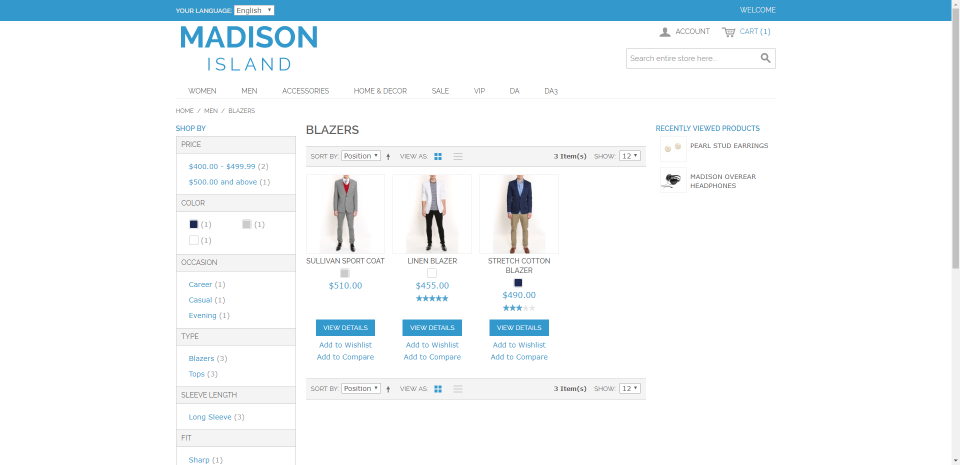 YOUR LANGUAGE: English
WELCOME
MADISON
ISLAND
ACCOUNT
CART (1)
Search entire store here...
WOMEN MEN ACCESSORIES HOME & DECOR SALE VIP DA DA3
HOME / MEN / BLAZERS
SHOP BY
PRICE
$400.00 - $499.99 (2)
$500.00 and above (1)
COLOR
(1) (1)
(1)
OCCASION
Career (1)
Casual (1)
Evening (1)
TYPE
Blazers (3)
Tops (3)
SLEEVE LENGTH
Long Sleeve (3)
FIT
Sharp (1)
BLAZERS
SORT BY: Position VIEW AS: 3 Item(s) SHOW: 12
SULLIVAN SPORT COAT
$510.00
VIEW DETAILS
Add to Wishlist
Add to Compare
LINEN BLAZER
$455.00
VIEW DETAILS
Add to Wishlist
Add to Compare
STRETCH COTTON
BLAZER
$490.00
VIEW DETAILS
Add to Wishlist
Add to Compare
SORT BY: Position VIEW AS: 3 Item(s) SHOW: 12
RECENTLY VIEWED PRODUCTS
PEARL STUD EARRINGS
MADISON OVEREAR
HEADPHONES